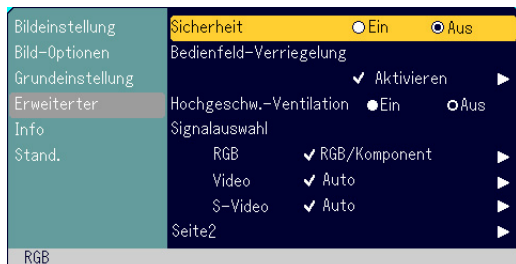 Bildeinstellung
Bild-Optionen
Grundeinstellung
Erweiterter
Info
Stand.
Sicherheit Ein Aus
Bedienfeld-Verriegelung
Aktivieren
Hochgeschw.-Ventilation Ein Aus
Signalauswahl
RGB RGB/Komponent
Video Auto
S-Video Auto
Seite2
RGB